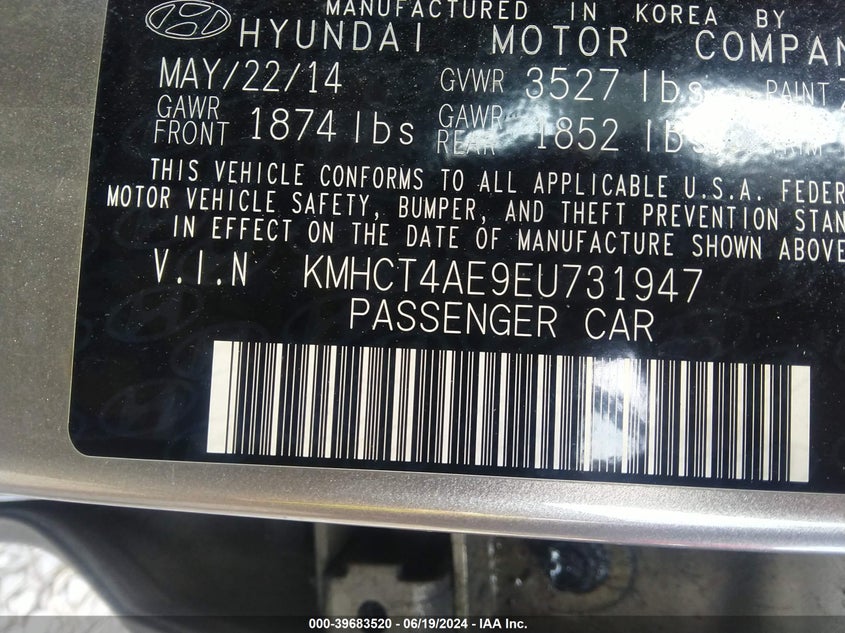 MANUFACTURED IN KOREA BY
HYUNDAI MOTOR COMPAN
MAY/22/14 GVWR 3527 lbs PAINT
GAWR FRONT 1874 lbs GAWR REAR 1852 lbs
THIS VEHICLE CONFORMS TO ALL APPLICABLE U.S.A. FEDER
MOTOR VEHICLE SAFETY, BUMPER, AND THEFT PREVENTION STAN
IN EFFECT ON THE DATE OF MANUFACTURE SHOWN ABOVE
V.I.N KMHCT4AE9EU731947
PASSENGER CAR
000-39683520 - 06/19/2024 - IAA Inc.